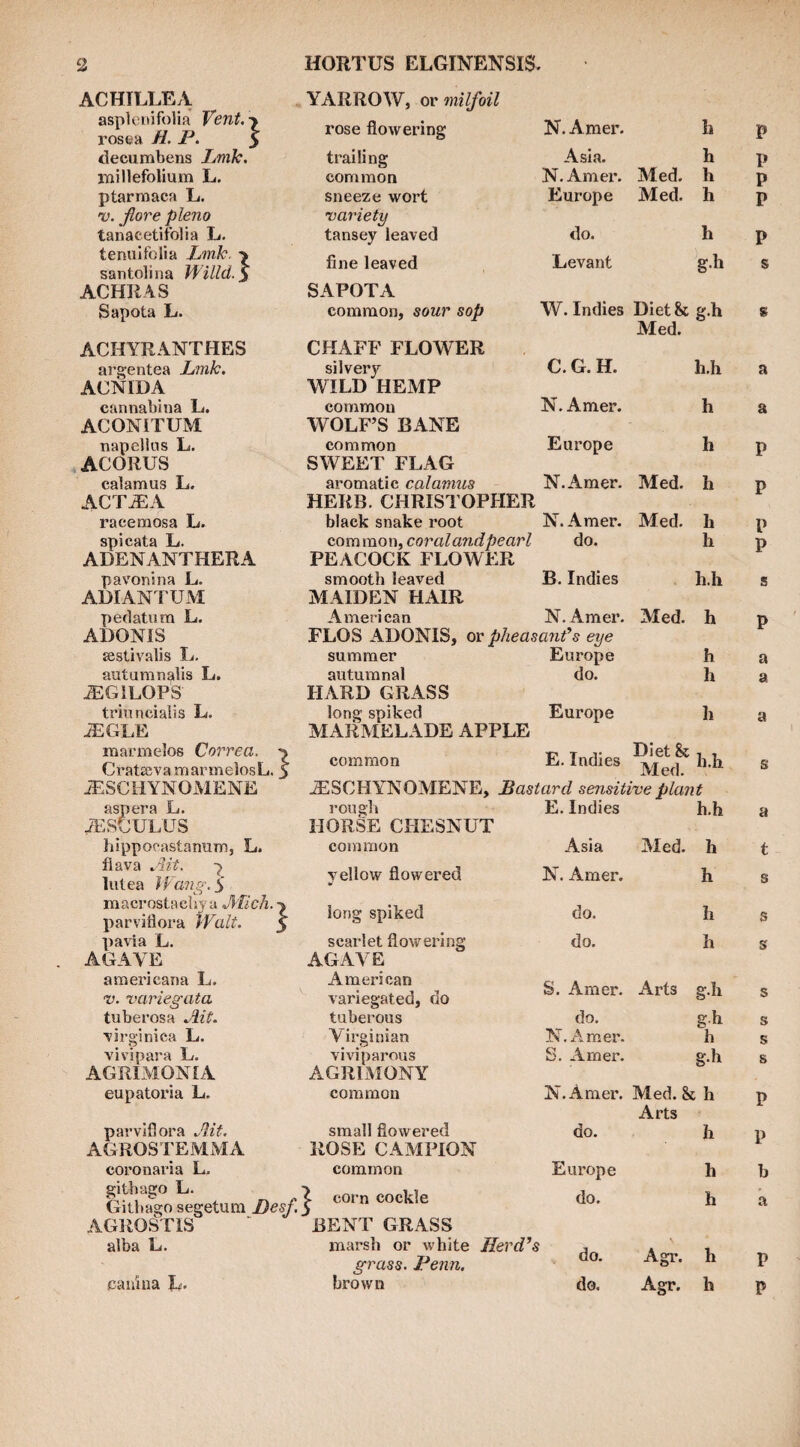 2 HORTUS ELGINENSIS.
ACHILLEA YARROW, or milfoil
asplenifolia Vent. } rose flowering N. Amer. h p
rosea H. P. }
decumbens Lmk. trailing Asia. h p
millefolium L. common N. Amer. Med. h p
ptarmaca L. sneeze wort Europe Med. h p
v. flore pleno variety
tanacetifolia L. tansey leaved do. h p
tenuifolia Lmk. } fine leaved Levant g.h s
santolina Willd. }
ACHRAS SAPOTA
Sapota L. common, sour sop W. Indies Diet & g.h s
Med.
ACHYRANTHES CHAFF FLOWER
argentea Lmk. silvery C. G. H. h.h a
ACNIDA WILD HEMP
cannabina L. common N. Amer. h a
ACONITUM WOLF'S BANE
napellus L. common Europe h p
ACORUS SWEET FLAG
calamus L. aromatic calamus N. Amer. Med. h p
ACTÆA HERB. CHRISTOPHER
racemosa L. black snake root N. Amer. Med. h p
spicata L. common, coral and pearl do. h p
ADENANTHERA PEACOCK FLOWER
pavonina L. smooth leaved B. Indies h.h s
ADIANTUM MAIDEN HAIR
pedatum L. American N. Amer. Med. h p
ADONIS FLOS ADONIS, or pheasant's eye
æstivalis L. summer Europe h a
autumnalis L. autumnal do. h a
ÆGILOPS HARD GRASS
triuncialis L. long spiked Europe h a
ÆGLE MARMELADE APPLE
marmelos Correa. } common E. Indies Diet & Med. h.h s
Cratæva marmelos L. }
ÆSCHYNOMENE ÆSCHYNOMENE, Bastard sensitive plant
aspera L. rough E. Indies h.h a
ÆSCULUS HORSE CHESNUT
hippocastanum, L. common Asia Med. h t
flava Ait. } yellow flowered N. Amer. h s
lutea Wang. }
macrostachya Mich. } long spiked do. h s
parviflora Walt. }
pavia L. scarlet flowering do. h s
AGAVE AGAVE
americana L. American S. Amer. Arts g.h s
v. variegata variegated, do
tuberosa Ait. tuberous do. g.h s
virginica L. Virginian N. Amer. h s
vivipara L. viviparous S. Amer. g.h s
AGRIMONIA AGRIMONY
eupatoria L. common N. Amer. Med. & h p
Arts
parviflora Ait. small flowered do. h p
AGROSTEMMA ROSE CAMPION
coronaria L. common Europe h b
githago L. } corn cockle do. h a
Githago segetum Desf. }
AGROSTIS BENT GRASS
alba L. marsh or white Herd's
grass. Penn. do. Agr. h p
canina L. brown do. Agr. h p